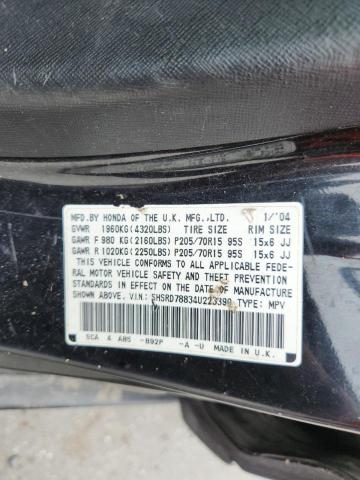 MFD.BY HONDA OF THE U.K. MFG.,LTD. 1/'04
GVWR 1960KG(4320LBS) TIRE SIZE RIM SIZE
GAWR F 980 KG(2160LBS) P205/70R15 95S 15x6 JJ
GAWR R 1020KG(2250LBS) P205/70R15 95S 15x6 JJ
THIS VEHICLE CONFORMS TO ALL APPLICABLE FEDE-
RAL MOTOR VEHICLE SAFETY AND THEFT PREVENTION
STANDARDS IN EFFECT ON THE DATE OF MANUFACTURE
SHOWN ABOVE. V.I.N: SHSRD78834U223390 TYPE: MPV
SCA 4 ABS -B92P -A -U MADE IN U.K.